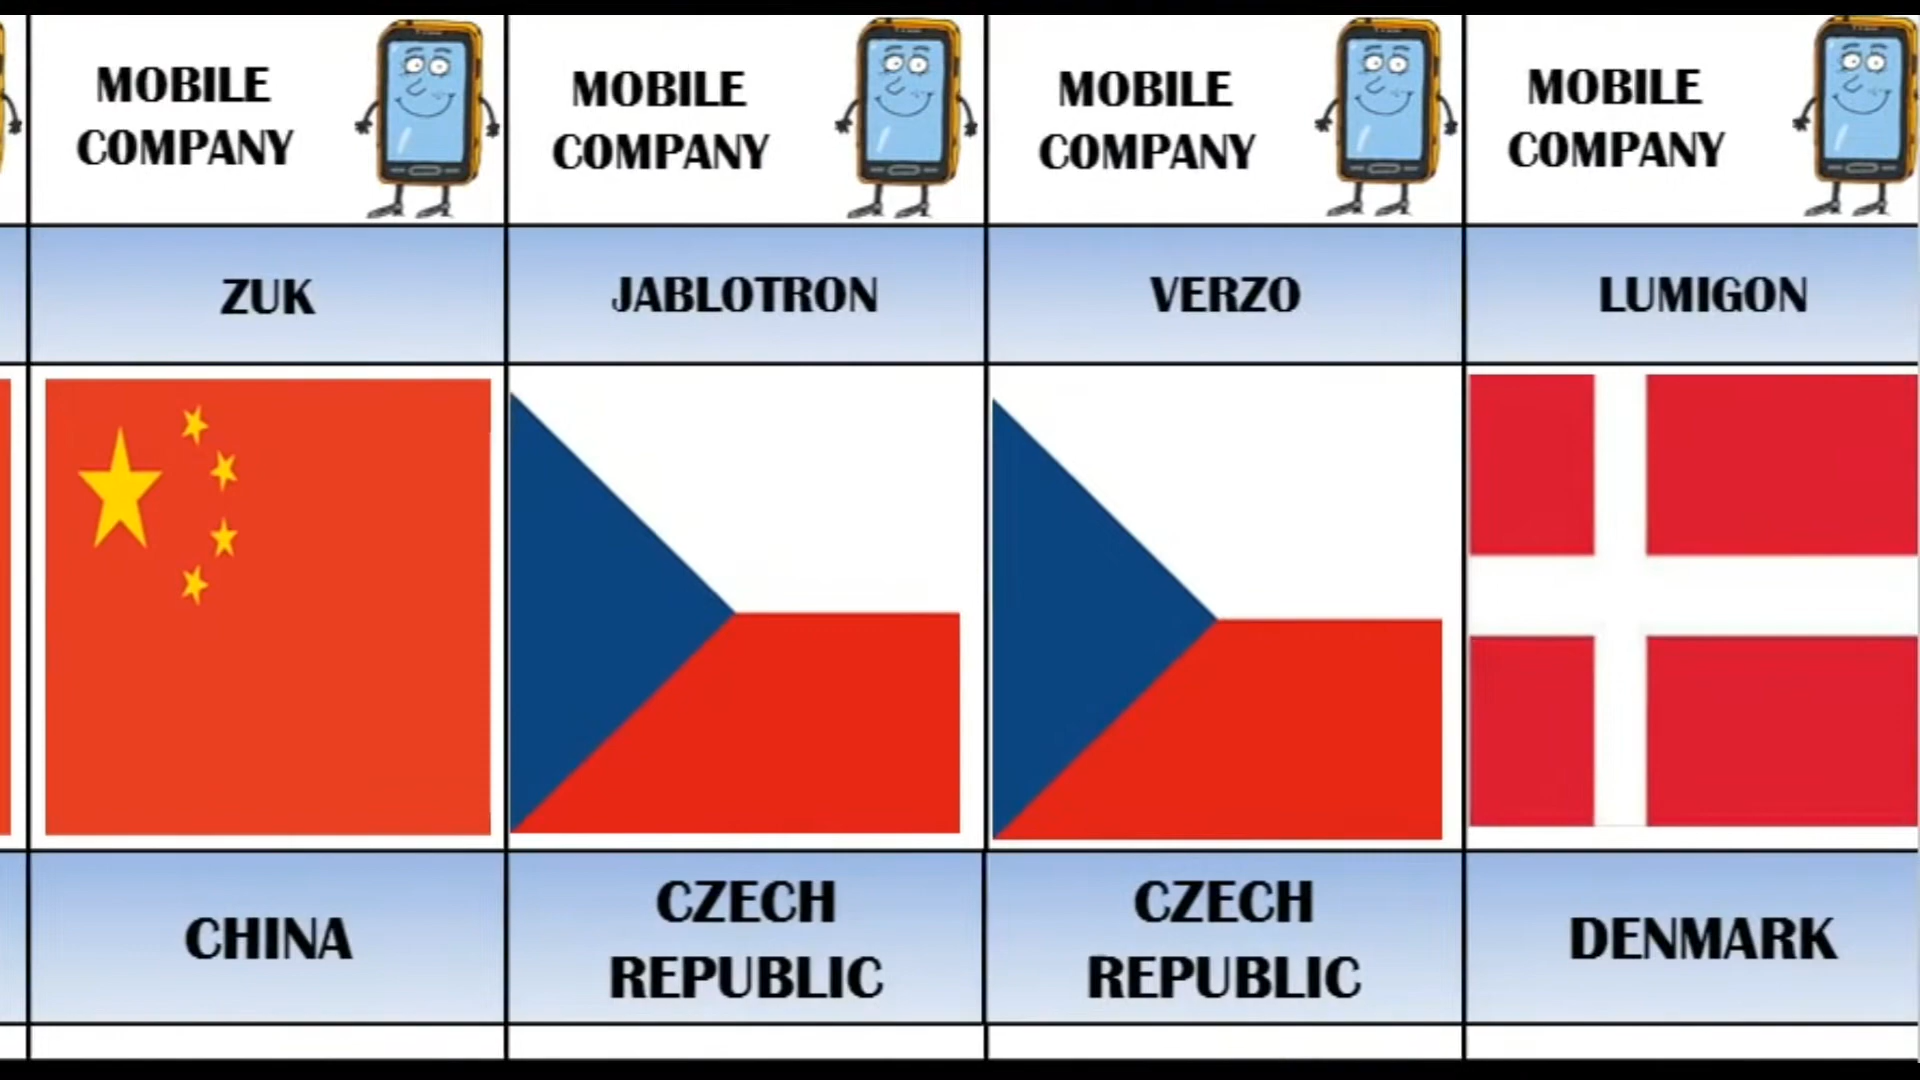 MOBILE
COMPANY
ZUK
CHINA
MOBILE
COMPANY
JABLOTRON
CZECH
REPUBLIC
MOBILE
COMPANY
VERZO
CZECH
REPUBLIC
MOBILE
COMPANY
LUMIGON
DENMARK